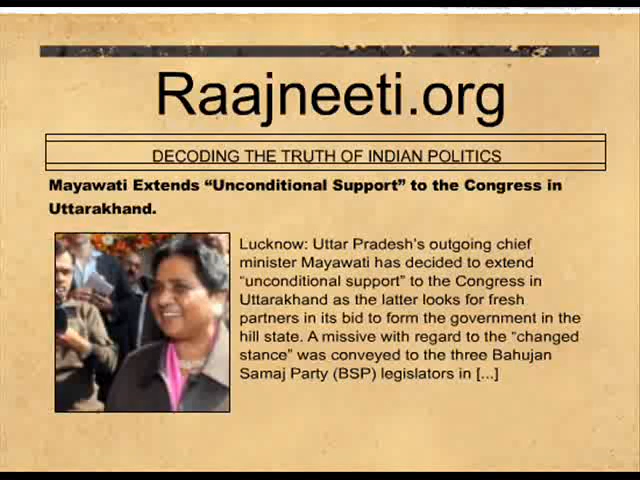 Raajneeti.org
DECODING THE TRUTH OF INDIAN POLITICS
Mayawati Extends “Unconditional Support” to the Congress in
Uttarakhand.
Lucknow: Uttar Pradesh’s outgoing chief
minister Mayawati has decided to extend
“unconditional support” to the Congress in
Uttarakhand as the latter looks for fresh
partners in its bid to form the government in the
hill state. A missive with regard to the “changed
stance” was conveyed to the three Bahujan
Samaj Party (BSP) legislators in [...]